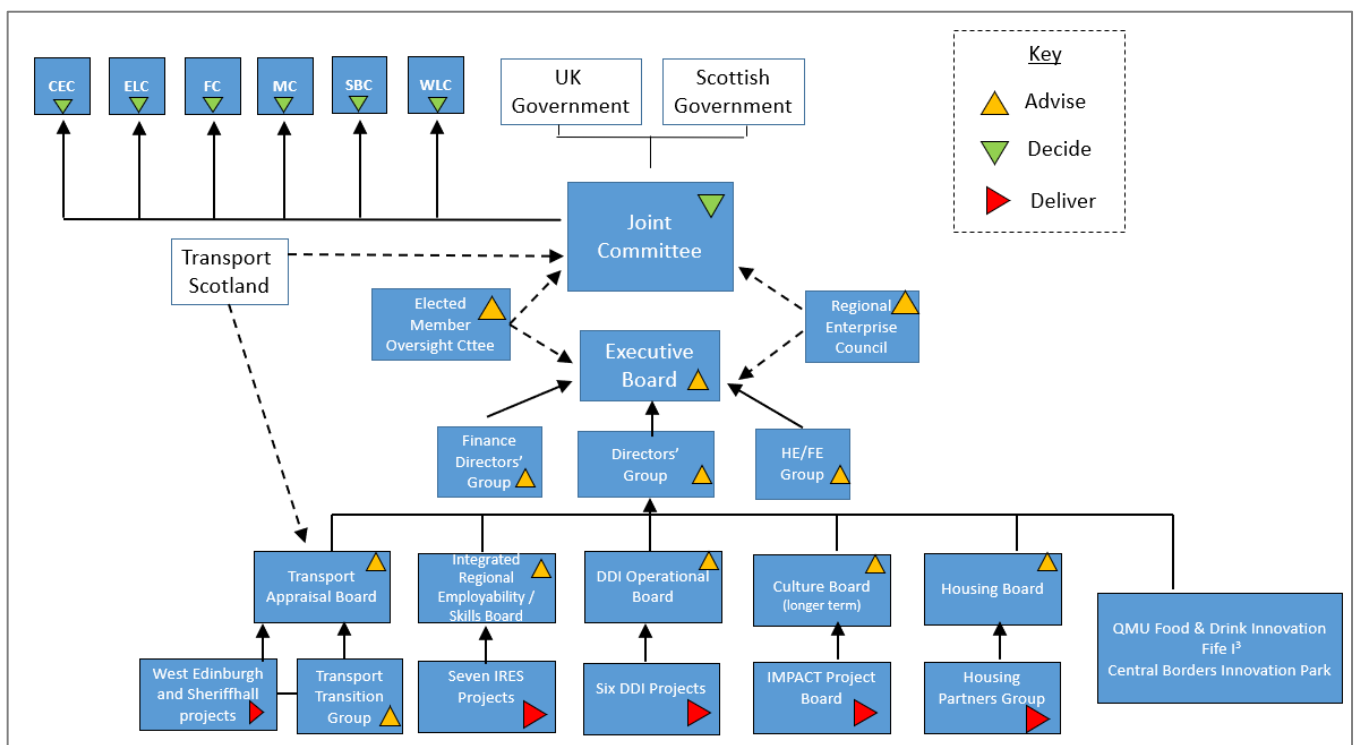 CEC
ELC
FC
MC
SBC
WLC
UK
Government
Scottish
Government
Key
Advise
Decide
Deliver
Joint
Committee
Transport
Scotland
Elected
Member
Oversight Cttee
Regional
Enterprise
Council
Executive
Board
Finance
Directors’
Group
Directors’
Group
HE/FE
Group
Transport
Appraisal Board
Integrated
Regional
Employability /
Skills Board
DDI Operational
Board
Culture Board
(longer term)
Housing Board
QMU Food & Drink Innovation
Fife I³
Central Borders Innovation Park
West Edinburgh
and Sheriffhall
projects
Transport
Transition
Group
Seven IRES
Projects
Six DDI Projects
IMPACT Project
Board
Housing
Partners Group